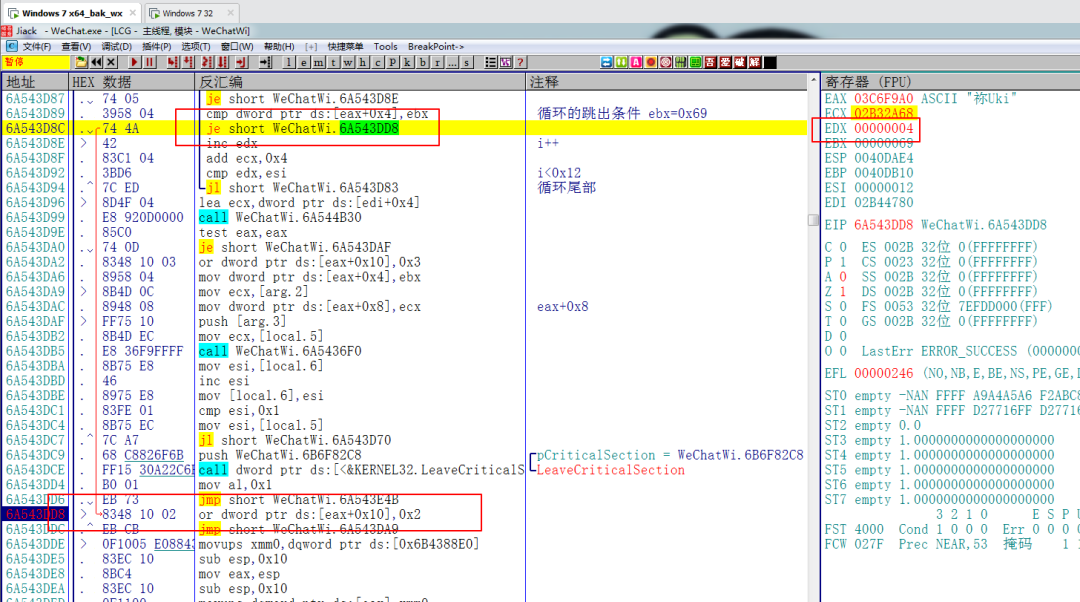 Windows 7 x64_bak_wx × Windows 7 32 ×
Jiack - WeChat.exe - [LCG - 主线程, 模块 - WeChatWi]
文件(F) 查看(V) 调试(D) 插件(P) 选项(T) 窗口(W) 帮助(H) [+] 快捷菜单 Tools BreakPoint->
暂停 l e m t w h c p k b r ... s ?
地址 HEX 数据 反汇编 注释 寄存器 (FPU)
6A543D87 .⌄ 74 05 je short WeChatWi.6A543D8E
6A543D89 . 3958 04 cmp dword ptr ds:[eax+0x4],ebx 循环的跳出条件 ebx=0x69
6A543D8C .⌄ 74 4A je short WeChatWi.6A543DD8
6A543D8E > 42 inc edx i++
6A543D8F . 83C1 04 add ecx,0x4
6A543D92 . 3BD6 cmp edx,esi i<0x12
6A543D94 .^ 7C ED jl short WeChatWi.6A543D83 循环尾部
6A543D96 > 8D4F 04 lea ecx,dword ptr ds:[edi+0x4]
6A543D99 . E8 920D0000 call WeChatWi.6A544B30
6A543D9E . 85C0 test eax,eax
6A543DA0 .⌄ 74 0D je short WeChatWi.6A543DAF
6A543DA2 . 8348 10 03 or dword ptr ds:[eax+0x10],0x3
6A543DA6 . 8958 04 mov dword ptr ds:[eax+0x4],ebx
6A543DA9 > 8B4D 0C mov ecx,[arg.2]
6A543DAC . 8948 08 mov dword ptr ds:[eax+0x8],ecx eax+0x8
6A543DAF > FF75 10 push [arg.3]
6A543DB2 . 8B4D EC mov ecx,[local.5]
6A543DB5 . E8 36F9FFFF call WeChatWi.6A5436F0
6A543DBA . 8B75 E8 mov esi,[local.6]
6A543DBD . 46 inc esi
6A543DBE . 8975 E8 mov [local.6],esi
6A543DC1 . 83FE 01 cmp esi,0x1
6A543DC4 . 8B75 EC mov esi,[local.5]
6A543DC7 .^ 7C A7 jl short WeChatWi.6A543D70
6A543DC9 . 68 C8826F6B push WeChatWi.6B6F82C8 pCriticalSection = WeChatWi.6B6F82C8
6A543DCE . FF15 30A22C6 call dword ptr ds:[<&KERNEL32.LeaveCriticalS LeaveCriticalSection
6A543DD4 . B0 01 mov al,0x1
6A543DD6 .⌄ EB 73 jmp short WeChatWi.6A543E4B
6A543DD8 > 8348 10 02 or dword ptr ds:[eax+0x10],0x2
6A543DDC .^ EB CB jmp short WeChatWi.6A543DA9
6A543DDE > 0F1005 E08843 movups xmm0,dqword ptr ds:[0x6B4388E0]
6A543DE5 . 83EC 10 sub esp,0x10
6A543DE8 . 8BC4 mov eax,esp
6A543DEA . 83EC 10 sub esp,0x10
EAX 03C6F9A0 ASCII "祢Uki"
ECX 02B32A68
EDX 00000004
EBX 00000069
ESP 0040DAE4
EBP 0040DB10
ESI 00000012
EDI 02B44780
EIP 6A543DD8 WeChatWi.6A543DD8
C 0 ES 002B 32位 0(FFFFFFFF)
P 1 CS 0023 32位 0(FFFFFFFF)
A 0 SS 002B 32位 0(FFFFFFFF)
Z 1 DS 002B 32位 0(FFFFFFFF)
S 0 FS 0053 32位 7EFDD000(FFF)
T 0 GS 002B 32位 0(FFFFFFFF)
D 0
O 0 LastErr ERROR_SUCCESS (0000000
EFL 00000246 (NO,NB,E,BE,NS,PE,GE,
ST0 empty -NAN FFFF A9A4A5A6 F2ABC8
ST1 empty -NAN FFFF D27716FF D27716
ST2 empty 0.0
ST3 empty 1.0000000000000000000
ST4 empty 1.0000000000000000000
ST5 empty 1.0000000000000000000
ST6 empty 1.0000000000000000000
ST7 empty 1.0000000000000000000
3 2 1 0 E S P U
FST 4000 Cond 1 0 0 0 Err 0 0 0 0
FCW 027F Prec NEAR,53 掩码 1 1